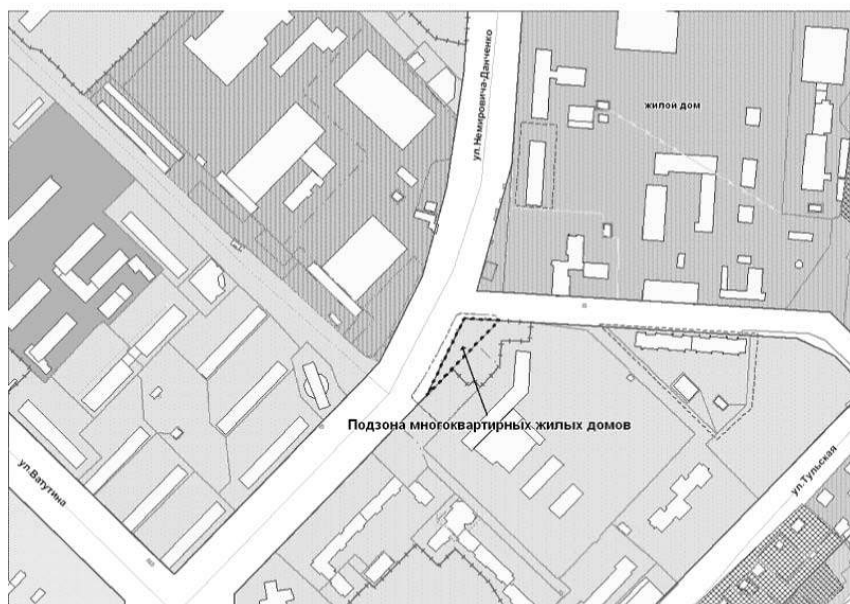 ул.Немировича-Данченко
жилой дом
Подзона многоквартирных жилых домов
ул.Ватутина
ул.Тульская